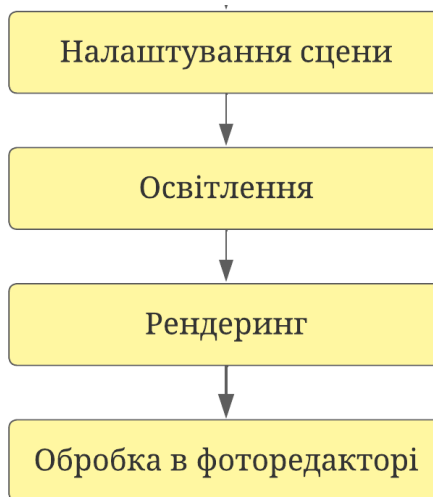 Налаштування сцени
Освітлення
Рендеринг
Обробка в фоторедакторі